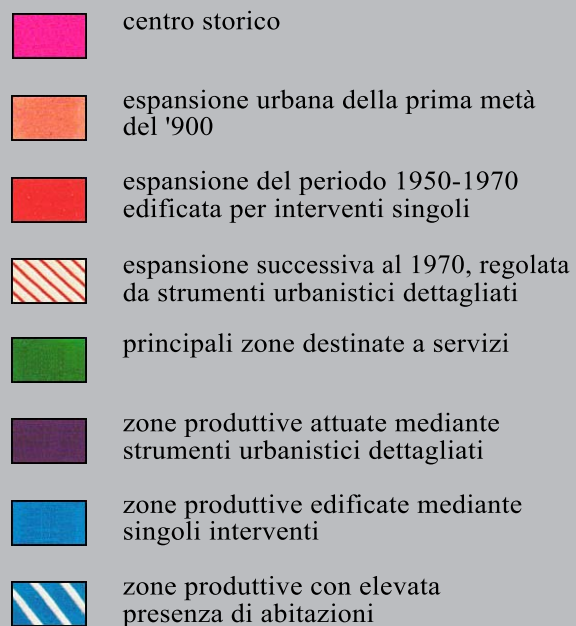 centro storico
espansione urbana della prima metà
del '900
espansione del periodo 1950-1970
edificata per interventi singoli
espansione successiva al 1970, regolata
da strumenti urbanistici dettagliati
principali zone destinate a servizi
zone produttive attuate mediante
strumenti urbanistici dettagliati
zone produttive edificate mediante
singoli interventi
zone produttive con elevata
presenza di abitazioni